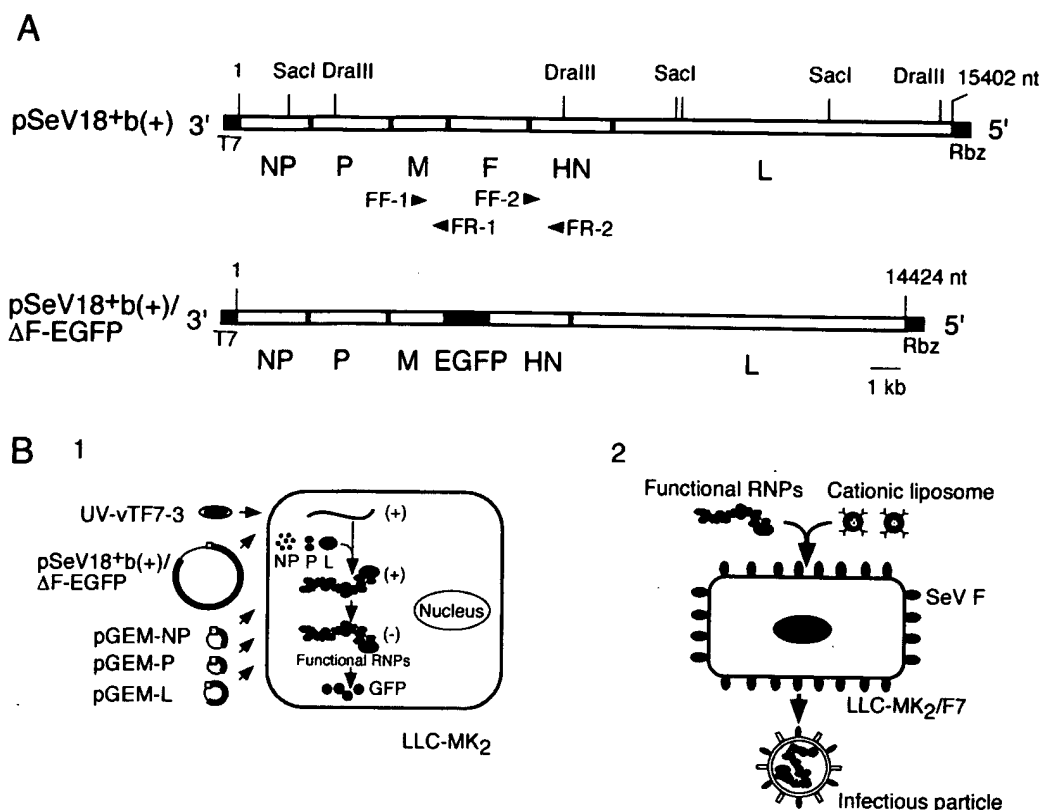 A
1 SacI DraIII DraIII SacI SacI DraIII 15402 nt
pSeV18+b(+) 3' 5'
T7 Rbz
NP P M F HN L
FF-1 FF-2
FR-1 FR-2
1 14424 nt
pSeV18+b(+)/
ΔF-EGFP 3' 5'
T7 Rbz
NP P M EGFP HN L
1 kb
B 1
UV-vTF7-3
(+)
pSeV18+b(+)/
ΔF-EGFP
NP P L
(+)
Nucleus
(-)
pGEM-NP
Functional RNPs
pGEM-P
GFP
pGEM-L
LLC-MK2
2
Functional RNPs Cationic liposome
SeV F
LLC-MK2/F7
Infectious particle